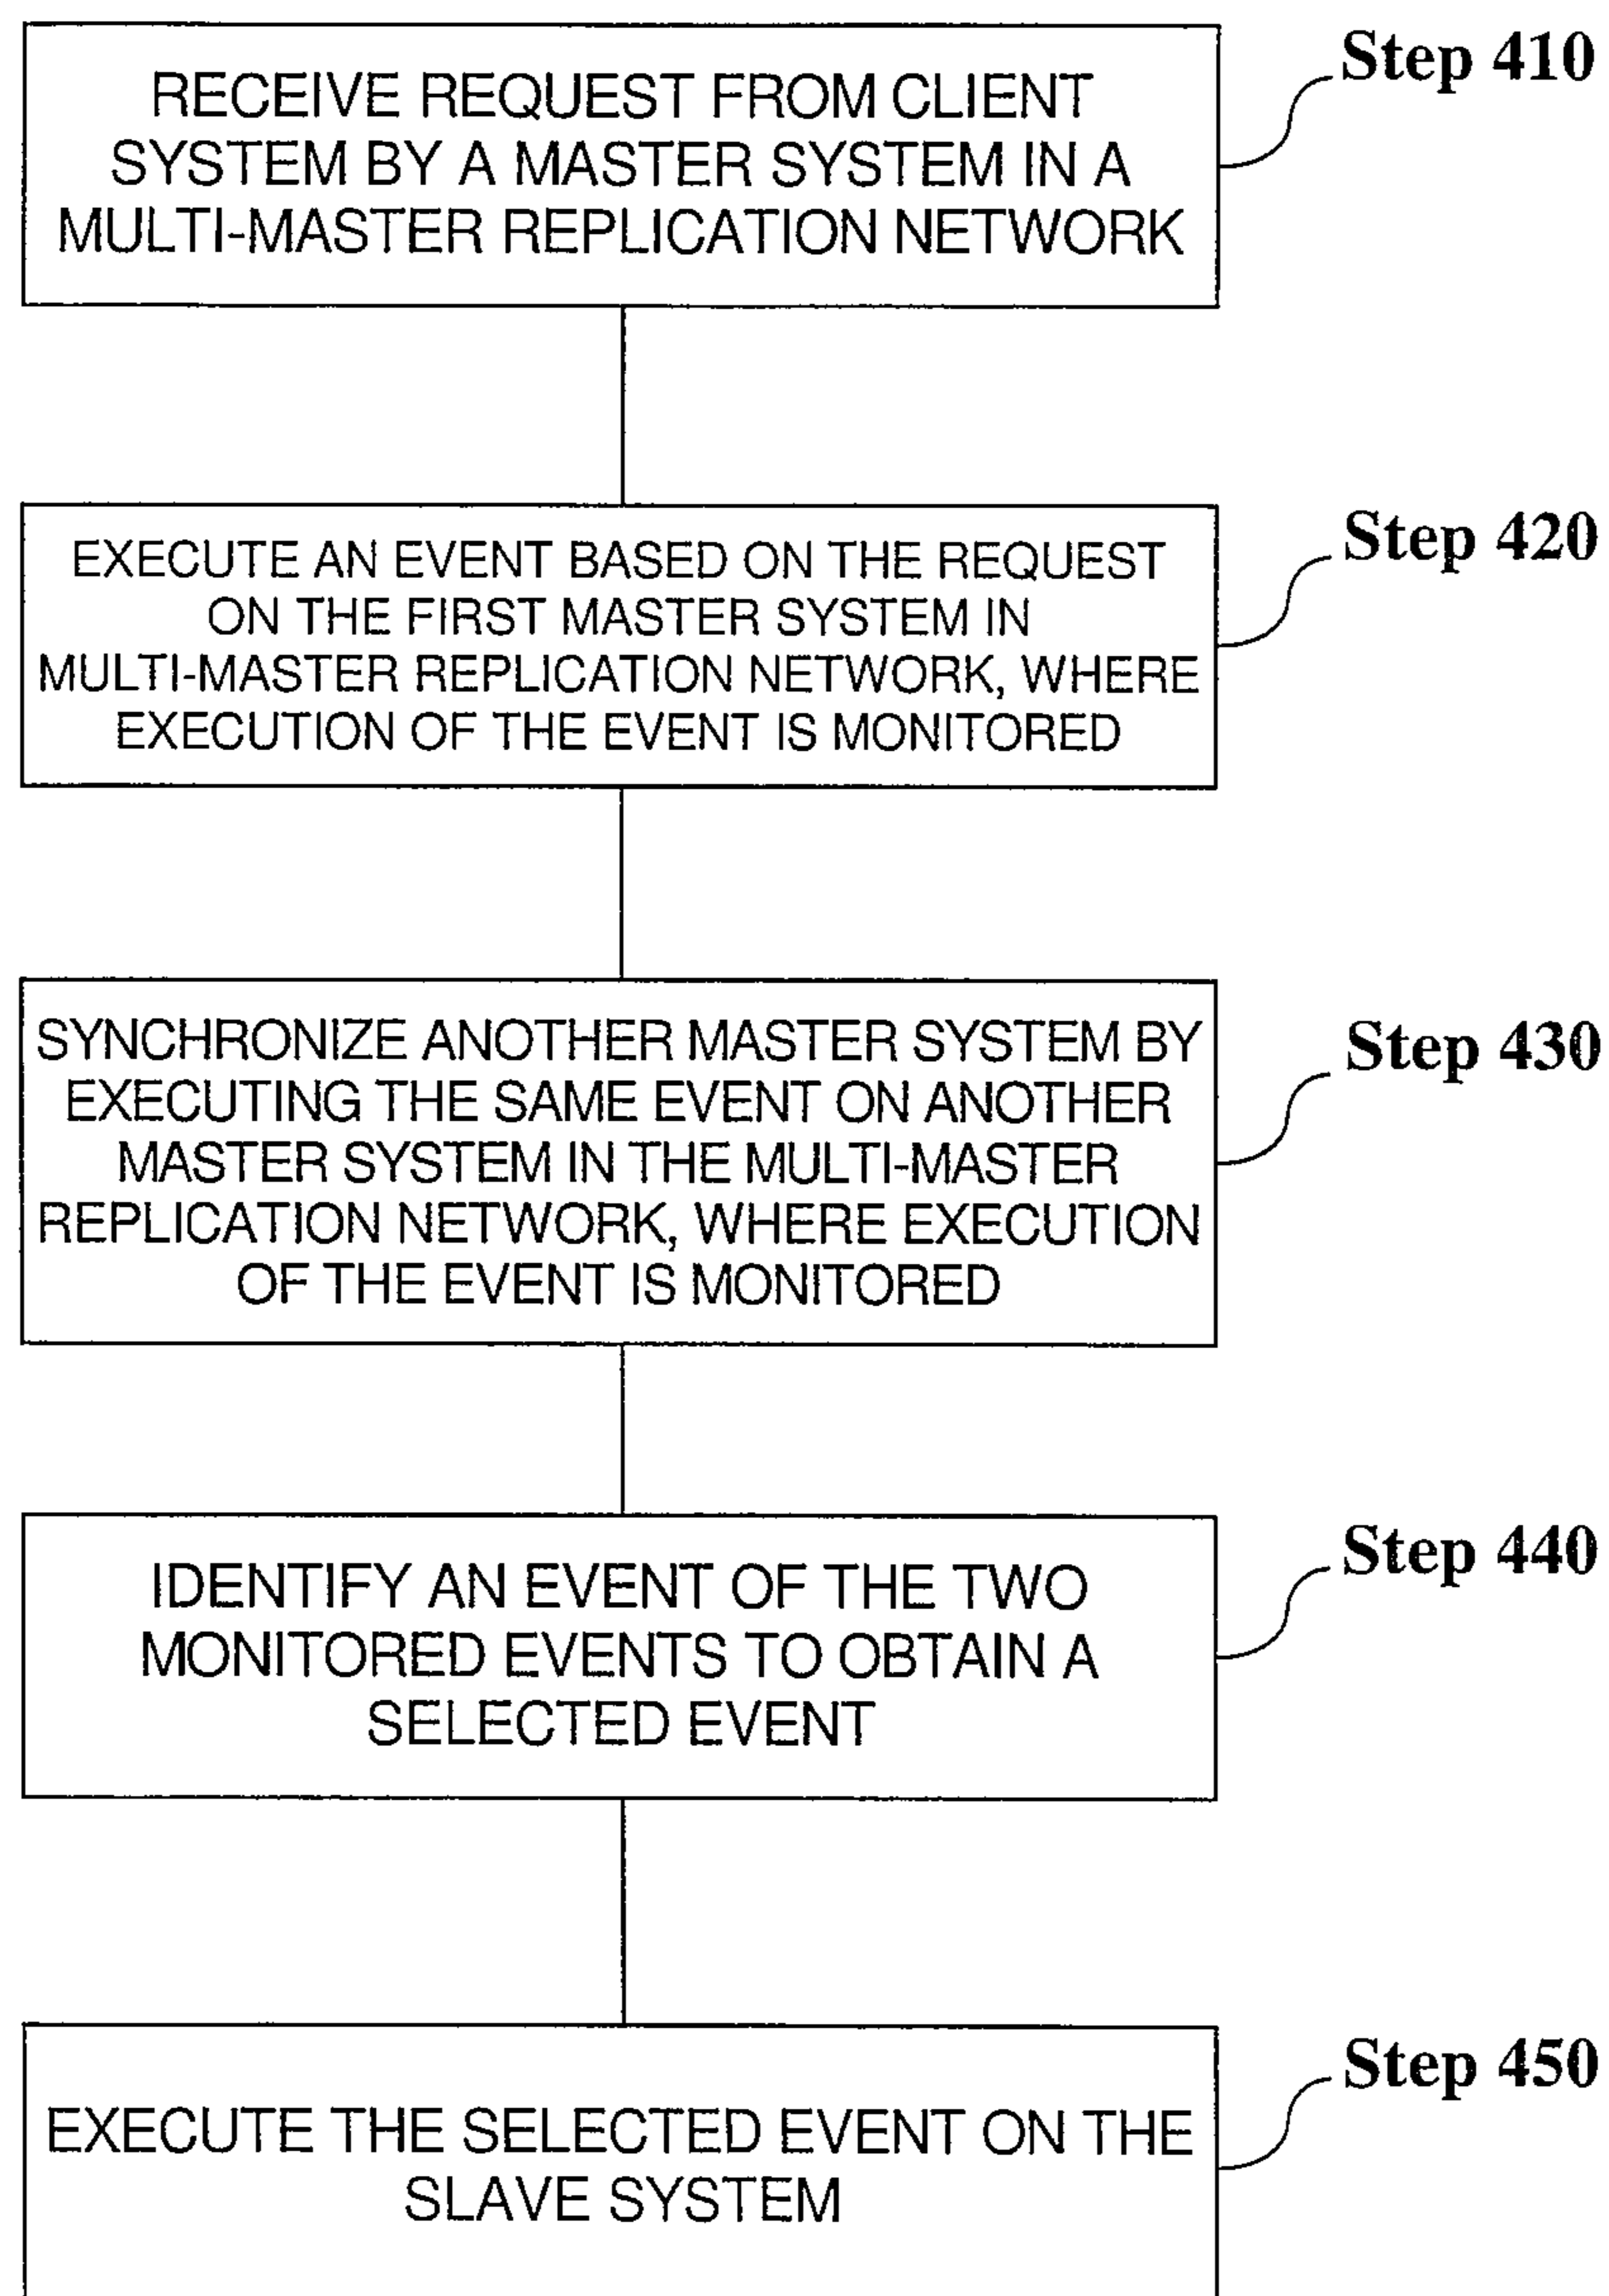 Step 410
RECEIVE REQUEST FROM CLIENT
SYSTEM BY A MASTER SYSTEM IN A
MULTI-MASTER REPLICATION NETWORK
Step 420
EXECUTE AN EVENT BASED ON THE REQUEST
ON THE FIRST MASTER SYSTEM IN
MULTI-MASTER REPLICATION NETWORK, WHERE
EXECUTION OF THE EVENT IS MONITORED
Step 430
SYNCHRONIZE ANOTHER MASTER SYSTEM BY
EXECUTING THE SAME EVENT ON ANOTHER
MASTER SYSTEM IN THE MULTI-MASTER
REPLICATION NETWORK, WHERE EXECUTION
OF THE EVENT IS MONITORED
Step 440
IDENTIFY AN EVENT OF THE TWO
MONITORED EVENTS TO OBTAIN A
SELECTED EVENT
Step 450
EXECUTE THE SELECTED EVENT ON THE
SLAVE SYSTEM